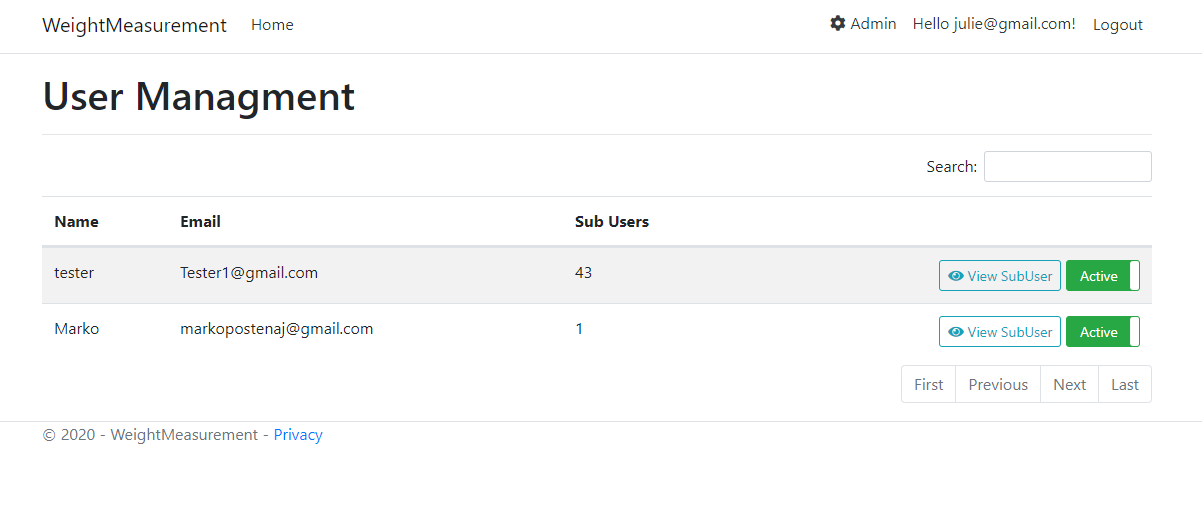 WeightMeasurement Home Admin Hello julie@gmail.com! Logout
User Managment
Search:
Name Email Sub Users
tester Tester1@gmail.com 43 View SubUser Active
Marko markopostenaj@gmail.com 1 View SubUser Active
First Previous Next Last
© 2020 - WeightMeasurement - Privacy